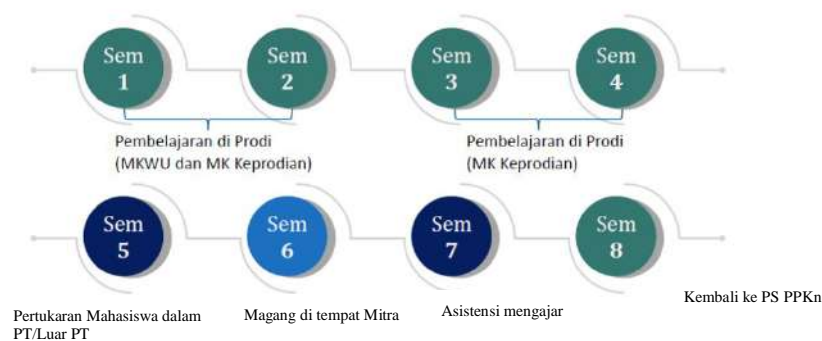 Sem
1
Sem
2
Sem
3
Sem
4
Pembelajaran di Prodi
(MKWU dan MK Keprodian)
Pembelajaran di Prodi
(MK Keprodian)
Sem
5
Sem
6
Sem
7
Sem
8
Pertukaran Mahasiswa dalam
PT/Luar PT
Magang di tempat Mitra
Asistensi mengajar
Kembali ke PS PPKn